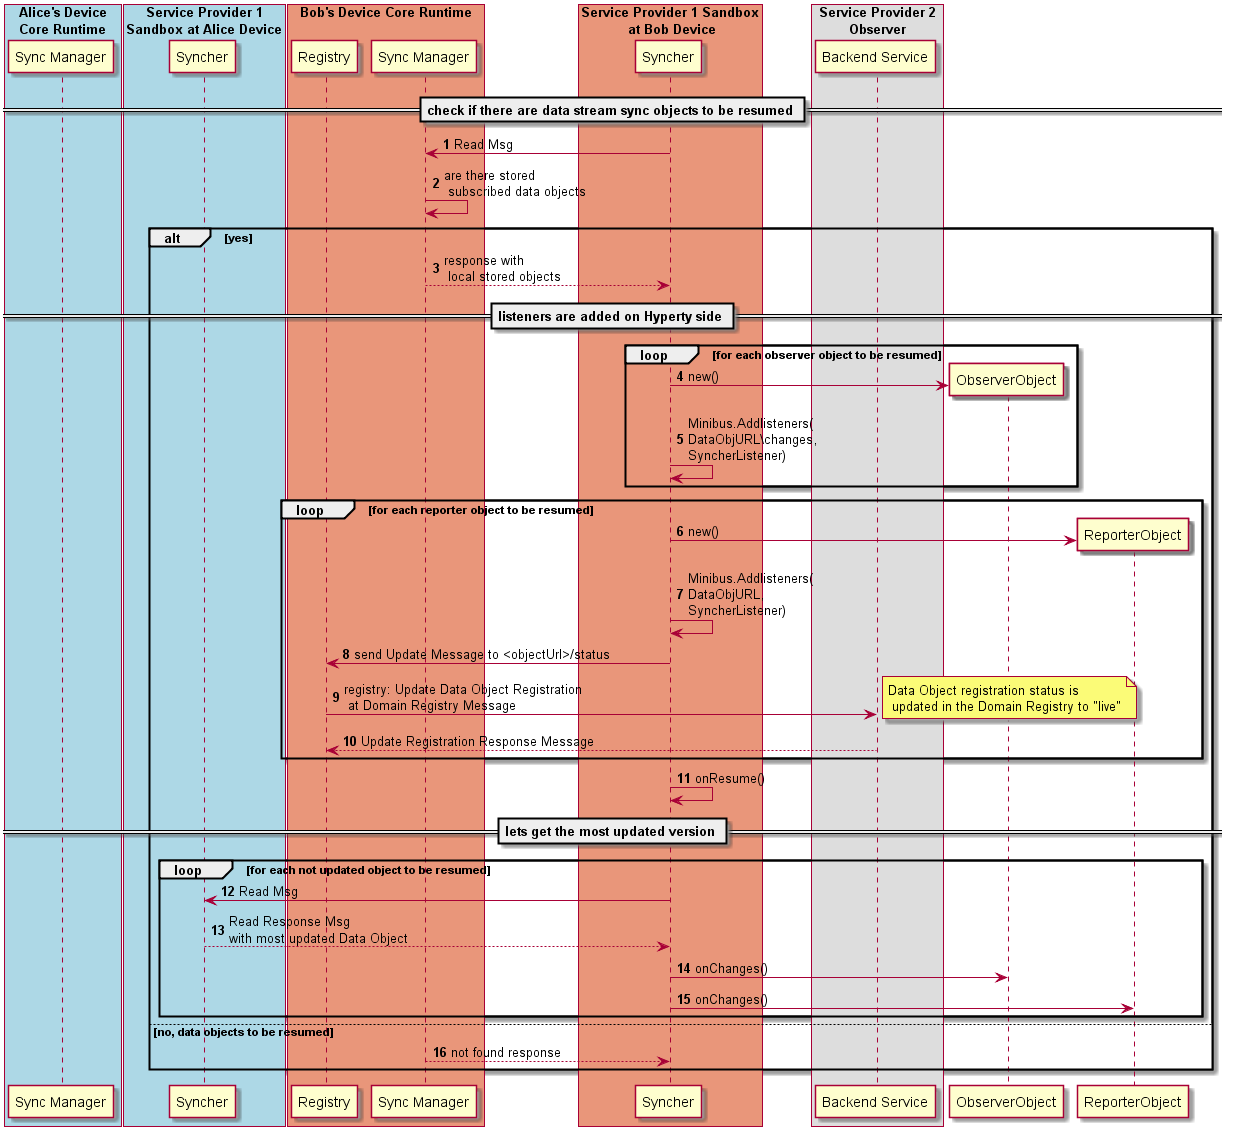 Alice's Device
Core Runtime
Service Provider 1
Sandbox at Alice Device
Bob's Device Core Runtime
Service Provider 1 Sandbox
at Bob Device
Service Provider 2
Observer
Sync Manager
Syncher
Registry
Sync Manager
Syncher
Backend Service
check if there are data stream sync objects to be resumed
1 Read Msg
2 are there stored
subscribed data objects
alt [yes]
3 response with
local stored objects
listeners are added on Hyperty side
loop [for each observer object to be resumed]
4 new()
ObserverObject
5 Minibus.Addlisteners(
DataObjURL\changes,
SyncherListener)
loop [for each reporter object to be resumed]
6 new()
ReporterObject
7 Minibus.Addlisteners(
DataObjURL
SyncherListener)
8 send Update Message to <objectUrl>/status
9 registry: Update Data Object Registration
at Domain Registry Message
Data Object registration status is
updated in the Domain Registry to "live"
10 Update Registration Response Message
11 onResume()
lets get the most updated version
loop [for each not updated object to be resumed]
12 Read Msg
13 Read Response Msg
with most updated Data Object
14 onChanges()
15 onChanges()
[no, data objects to be resumed]
16 not found response
Sync Manager
Syncher
Registry
Sync Manager
Syncher
Backend Service
ObserverObject
ReporterObject